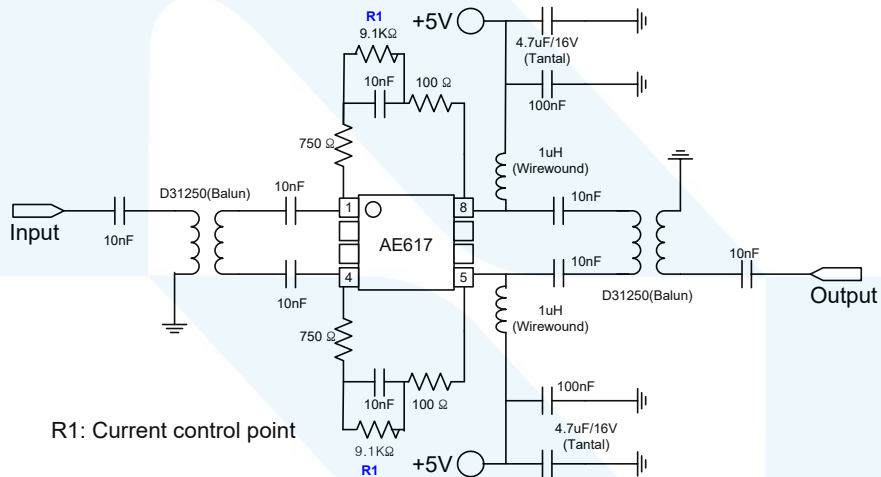 R1
9.1KΩ
10nF
100 Ω
750 Ω
+5V
4.7uF/16V
(Tantal)
100nF
1uH
(Wirewound)
D31250(Balun)
10nF
10nF
10nF
Input
1
8
AE617
4
5
10nF
10nF
10nF
D31250(Balun)
10nF
Output
750 Ω
1uH
(Wirewound)
10nF
100 Ω
9.1KΩ
R1
100nF
4.7uF/16V
(Tantal)
+5V
R1: Current control point